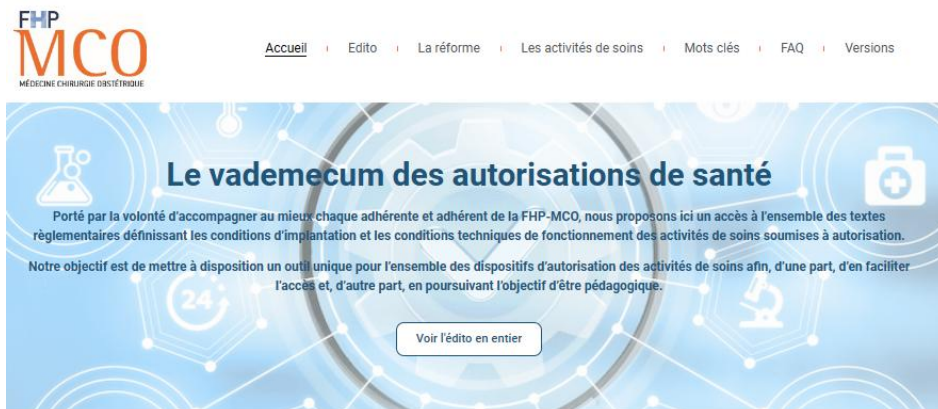 FHP
MCO
MÉDECINE CHIRURGIE OBSTÉTRIQUE
Accueil
Edito
La réforme
Les activités de soins
Mots clés
FAQ
Versions
Le vademecum des autorisations de santé
Porté par la volonté d'accompagner au mieux chaque adhérente et adhérent de la FHP-MCO, nous proposons ici un accès à l'ensemble des textes
règlementaires définissant les conditions d'implantation et les conditions techniques de fonctionnement des activités de soins soumises à autorisation.
Notre objectif est de mettre à disposition un outil unique pour l'ensemble des dispositifs d'autorisation des activités de soins afin, d'une part, d'en faciliter
l'accès et, d'autre part, en poursuivant l'objectif d'être pédagogique.
24
Voir l'édito en entier